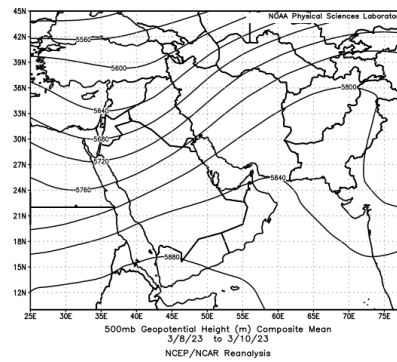 NOAA Physical Sciences Laborator
45N
42N
39N
36N
33N
30N
27N
24N
21N
18N
15N
12N
5560
5600
5640
5680
5720
5760
5800
5840
5880
25E 30E 35E 40E 45E 50E 55E 60E 65E 70E 75E
500mb Geopotential Height (m) Composite Mean
3/8/23 to 3/10/23
NCEP/NCAR Reanalysis